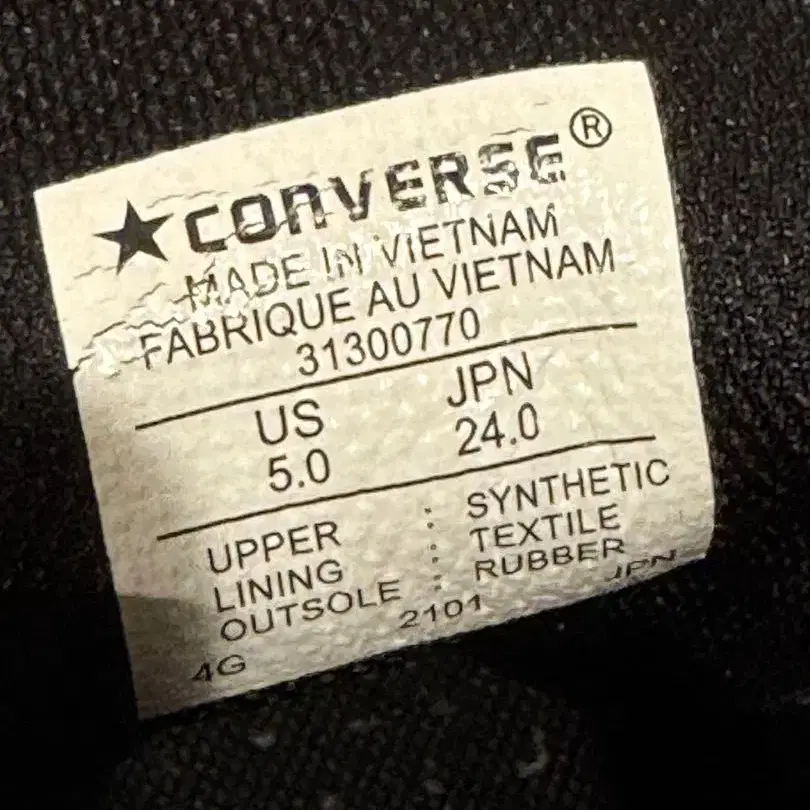 ★CONVERSE®
MADE IN VIETNAM
FABRIQUE AU VIETNAM
31300770
US JPN
5.0 24.0
UPPER : SYNTHETIC
LINING : TEXTILE
OUTSOLE : RUBBER
4G 2101 JPN